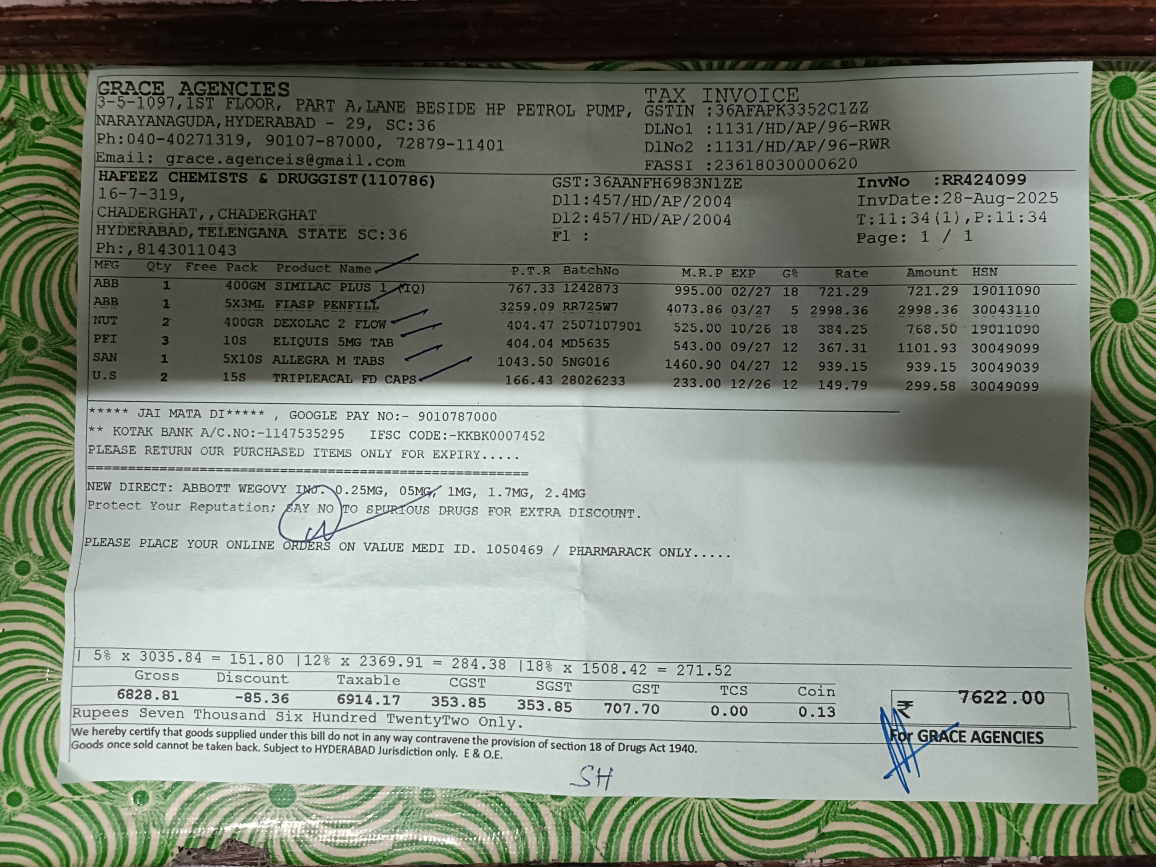 GRACE AGENCIES
3-5-1097,1ST FLOOR, PART A,LANE BESIDE HP PETROL PUMP,
NARAYANAGUDA,HYDERABAD - 29, SC:36
Ph:040-40271319, 90107-87000, 72879-11401
Email: grace.agenceis@gmail.com
TAX INVOICE
GSTIN :36AFAPK3352C1ZZ
DLNo1 :1131/HD/AP/96-RWR
DLNo2 :1131/HD/AP/96-RWR
FASSI :23618030000620
HAFEEZ CHEMISTS & DRUGGIST(110786)
16-7-319,
CHADERGHAT,,CHADERGHAT
HYDERABAD,TELENGANA STATE SC:36
Ph:,8143011043
GST:36AANFH6983N1ZE
Dl1:457/HD/AP/2004
Dl2:457/HD/AP/2004
Fl :
InvNo :RR424099
InvDate:28-Aug-2025
T:11:34(1),P:11:34
Page: 1 / 1
MFG Qty Free Pack Product Name P.T.R BatchNo M.R.P EXP G% Rate Amount HSN
ABB 1 400GM SIMILAC PLUS 1 (IQ) 767.33 1242873 995.00 02/27 18 721.29 721.29 19011090
ABB 1 5X3ML FIASP PENFILL 3259.09 RR725W7 4073.86 03/27 5 2998.36 2998.36 30043110
NUT 2 400GR DEXOLAC 2 FLOW 404.47 2507107901 525.00 10/26 18 384.25 768.50 19011090
PFI 3 10S ELIQUIS 5MG TAB 404.04 MD5635 543.00 09/27 12 367.31 1101.93 30049099
SAN 1 5X10S ALLEGRA M TABS 1043.50 5NG016 1460.90 04/27 12 939.15 939.15 30049039
U.S 2 15S TRIPLEACAL FD CAPS 166.43 28026233 233.00 12/26 12 149.79 299.58 30049099
***** JAI MATA DI***** , GOOGLE PAY NO:- 9010787000
** KOTAK BANK A/C.NO:-1147535295 IFSC CODE:-KKBK0007452
PLEASE RETURN OUR PURCHASED ITEMS ONLY FOR EXPIRY.....
NEW DIRECT: ABBOTT WEGOVY INJ. 0.25MG, 05MG, 1MG, 1.7MG, 2.4MG
Protect Your Reputation; SAY NO TO SPURIOUS DRUGS FOR EXTRA DISCOUNT.
PLEASE PLACE YOUR ONLINE ORDERS ON VALUE MEDI ID. 1050469 / PHARMARACK ONLY.....
| 5% x 3035.84 = 151.80 |12% x 2369.91 = 284.38 |18% x 1508.42 = 271.52
Gross Discount Taxable CGST SGST GST TCS Coin
6828.81 -85.36 6914.17 353.85 353.85 707.70 0.00 0.13
₹ 7622.00
Rupees Seven Thousand Six Hundred TwentyTwo Only.
We hereby certify that goods supplied under this bill do not in any way contravene the provision of section 18 of Drugs Act 1940.
Goods once sold cannot be taken back. Subject to HYDERABAD Jurisdiction only. E & O.E.
For GRACE AGENCIES
SH